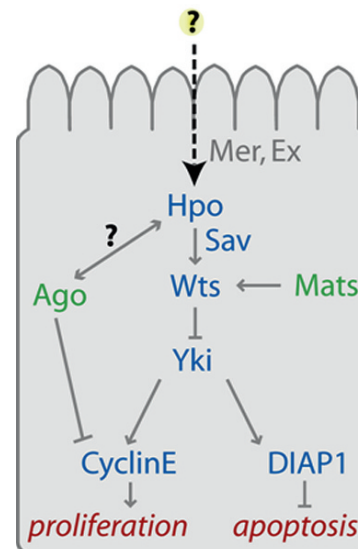 ?
Mer, Ex
Hpo
?
Sav
Ago
Wts
Mats
Yki
CyclinE
DIAP1
proliferation
apoptosis